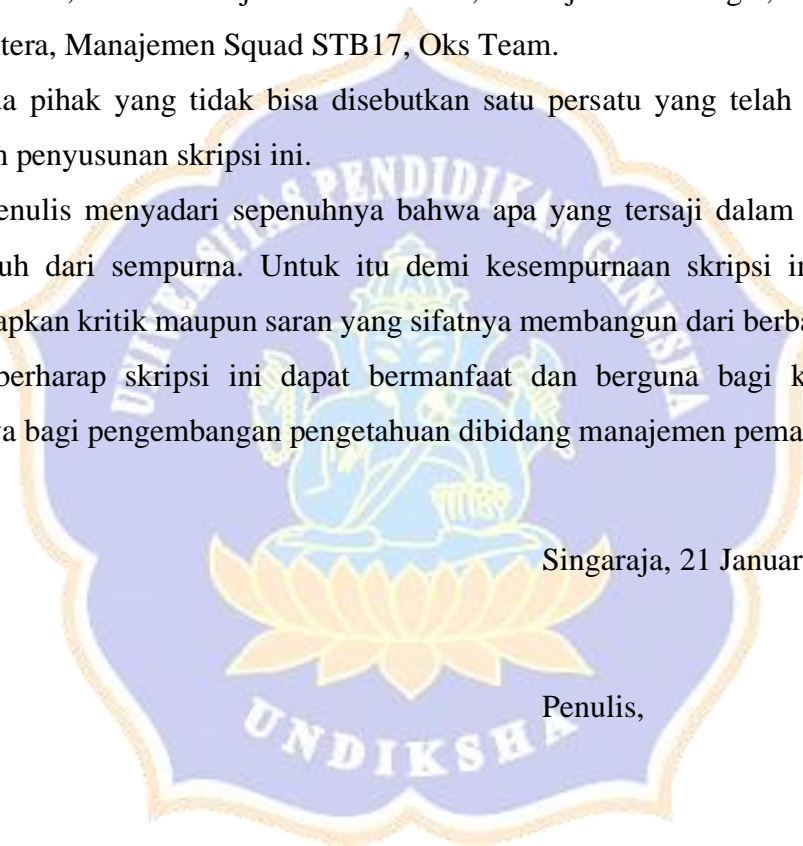 tera, Manajemen Squad STB17, Oks Team.
a pihak yang tidak bisa disebutkan satu persatu yang telah
n penyusunan skripsi ini.
enulis menyadari sepenuhnya bahwa apa yang tersaji dalam
uh dari sempurna. Untuk itu demi kesempurnaan skripsi in
apkan kritik maupun saran yang sifatnya membangun dari berba
berharap skripsi ini dapat bermanfaat dan berguna bagi k
a bagi pengembangan pengetahuan dibidang manajemen pema
Singaraja, 21 Januar
Penulis,
UNIVERSITAS PENDIDIKAN GANESHA
UNDIKSHA